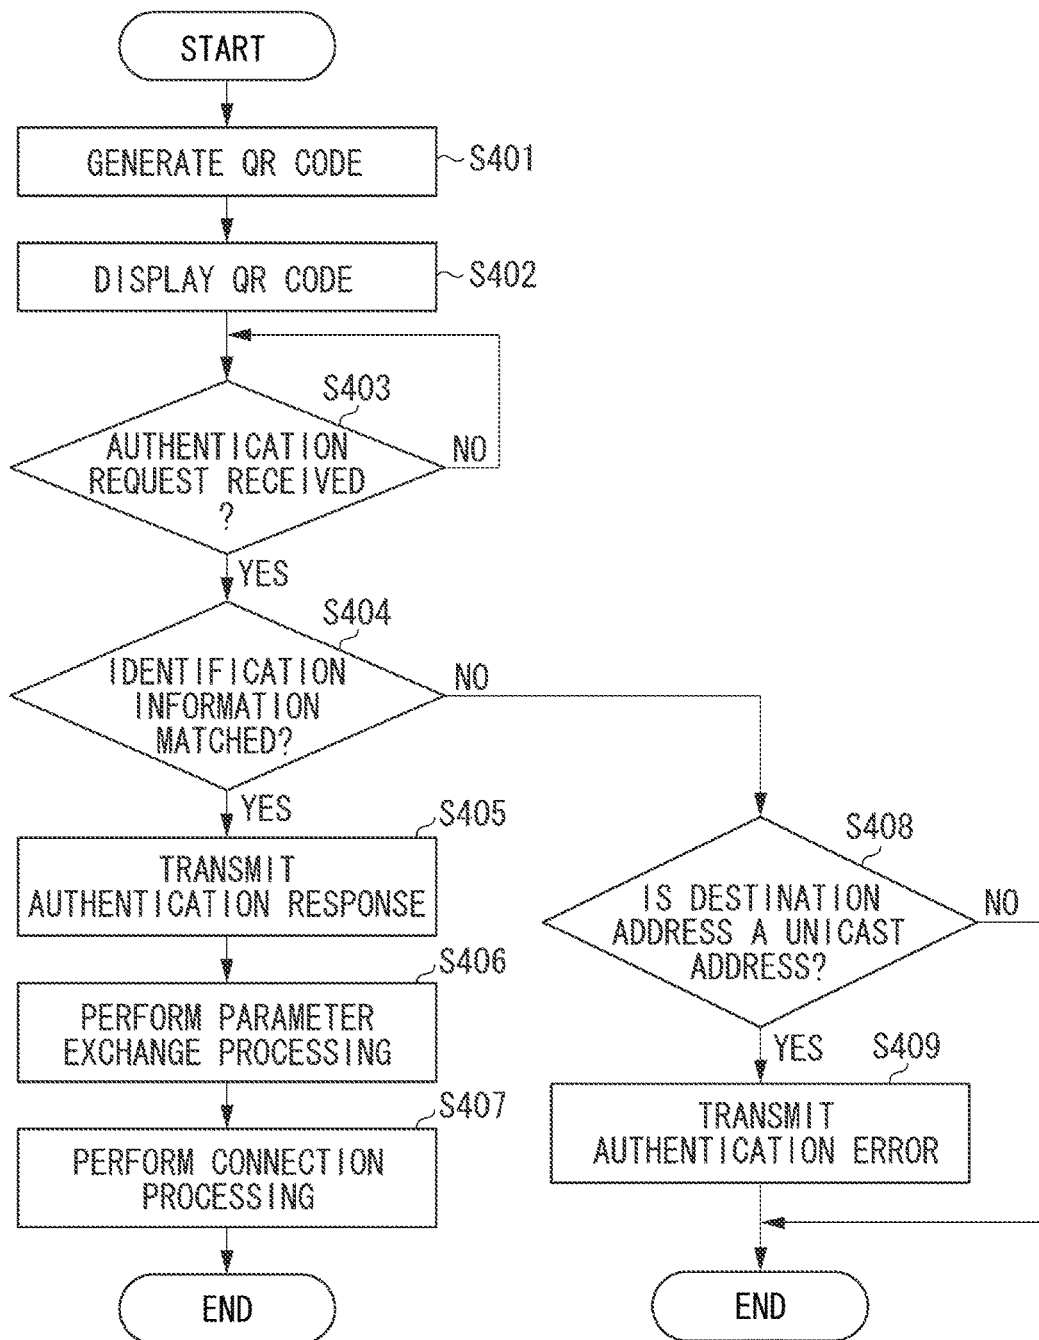 START
GENERATE QR CODE
S401
DISPLAY QR CODE
S402
S403
AUTHENTICATION
REQUEST RECEIVED
?
NO
YES
S404
IDENTIFICATION
INFORMATION
MATCHED?
NO
YES
S405
TRANSMIT
AUTHENTICATION RESPONSE
S406
PERFORM PARAMETER
EXCHANGE PROCESSING
S407
PERFORM CONNECTION
PROCESSING
END
S408
IS DESTINATION
ADDRESS A UNICAST
ADDRESS?
NO
YES
S409
TRANSMIT
AUTHENTICATION ERROR
END